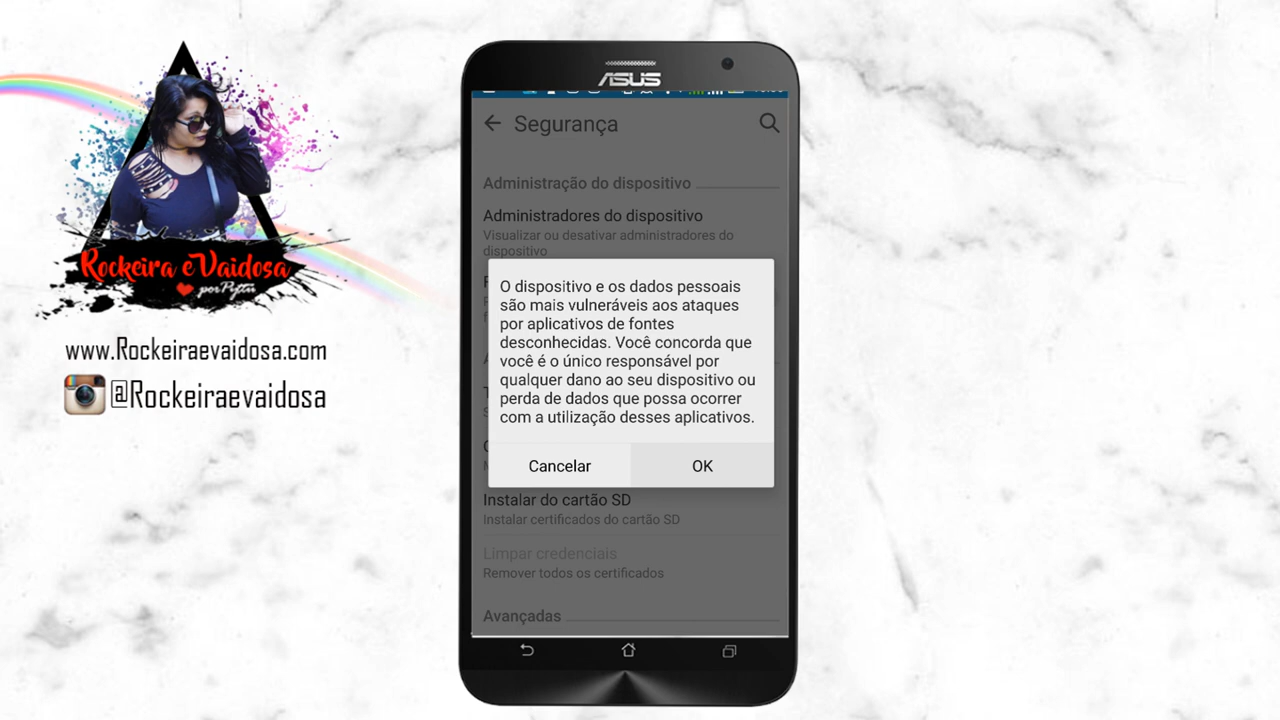 Rockeira e Vaidosa
por Pyttu
www.Rockeiraevaidosa.com
@Rockeiraevaidosa
ASUS
Segurança
Administração do dispositivo
Administradores do dispositivo
Visualizar ou desativar administradores do
dispositivo
O dispositivo e os dados pessoais
são mais vulneráveis aos ataques
por aplicativos de fontes
desconhecidas. Você concorda que
você é o único responsável por
qualquer dano ao seu dispositivo ou
perda de dados que possa ocorrer
com a utilização desses aplicativos.
Cancelar OK
Instalar do cartão SD
Instalar certificados do cartão SD
Limpar credenciais
Remover todos os certificados
Avançadas